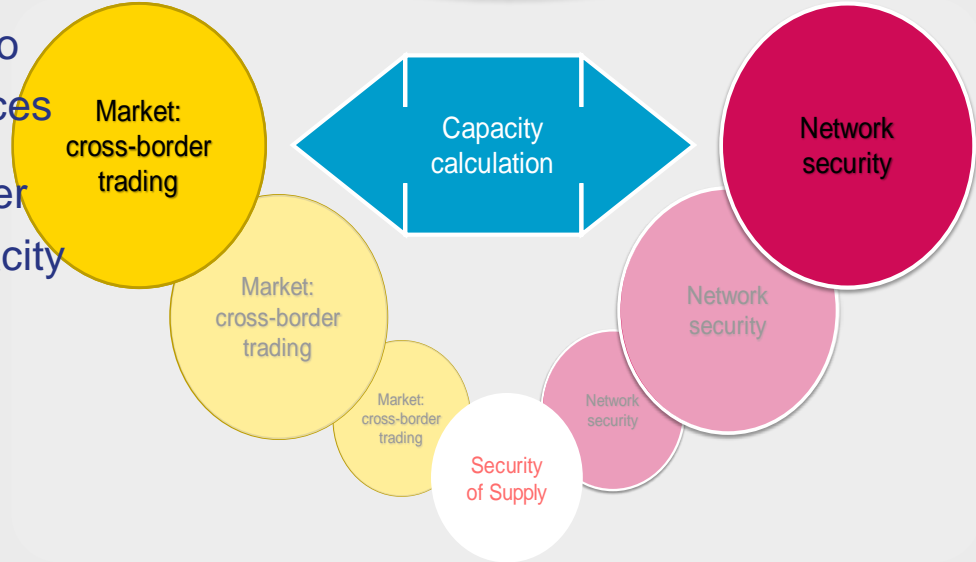 Market:
cross-border
trading
Capacity
calculation
Network
security
Market:
cross-border
trading
Network
security
Market:
cross-border
trading
Network
security
Security
of Supply